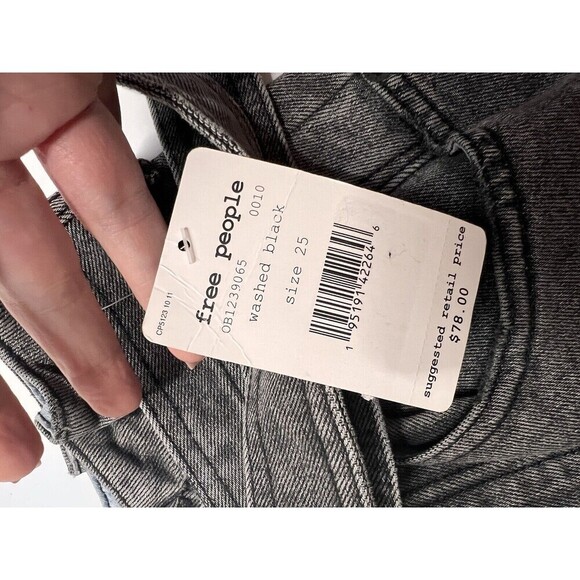 free people
OB1239065 0010
washed black
size 25
1 95191 42264 6
suggested retail price
$78.00
CP5123 10 11